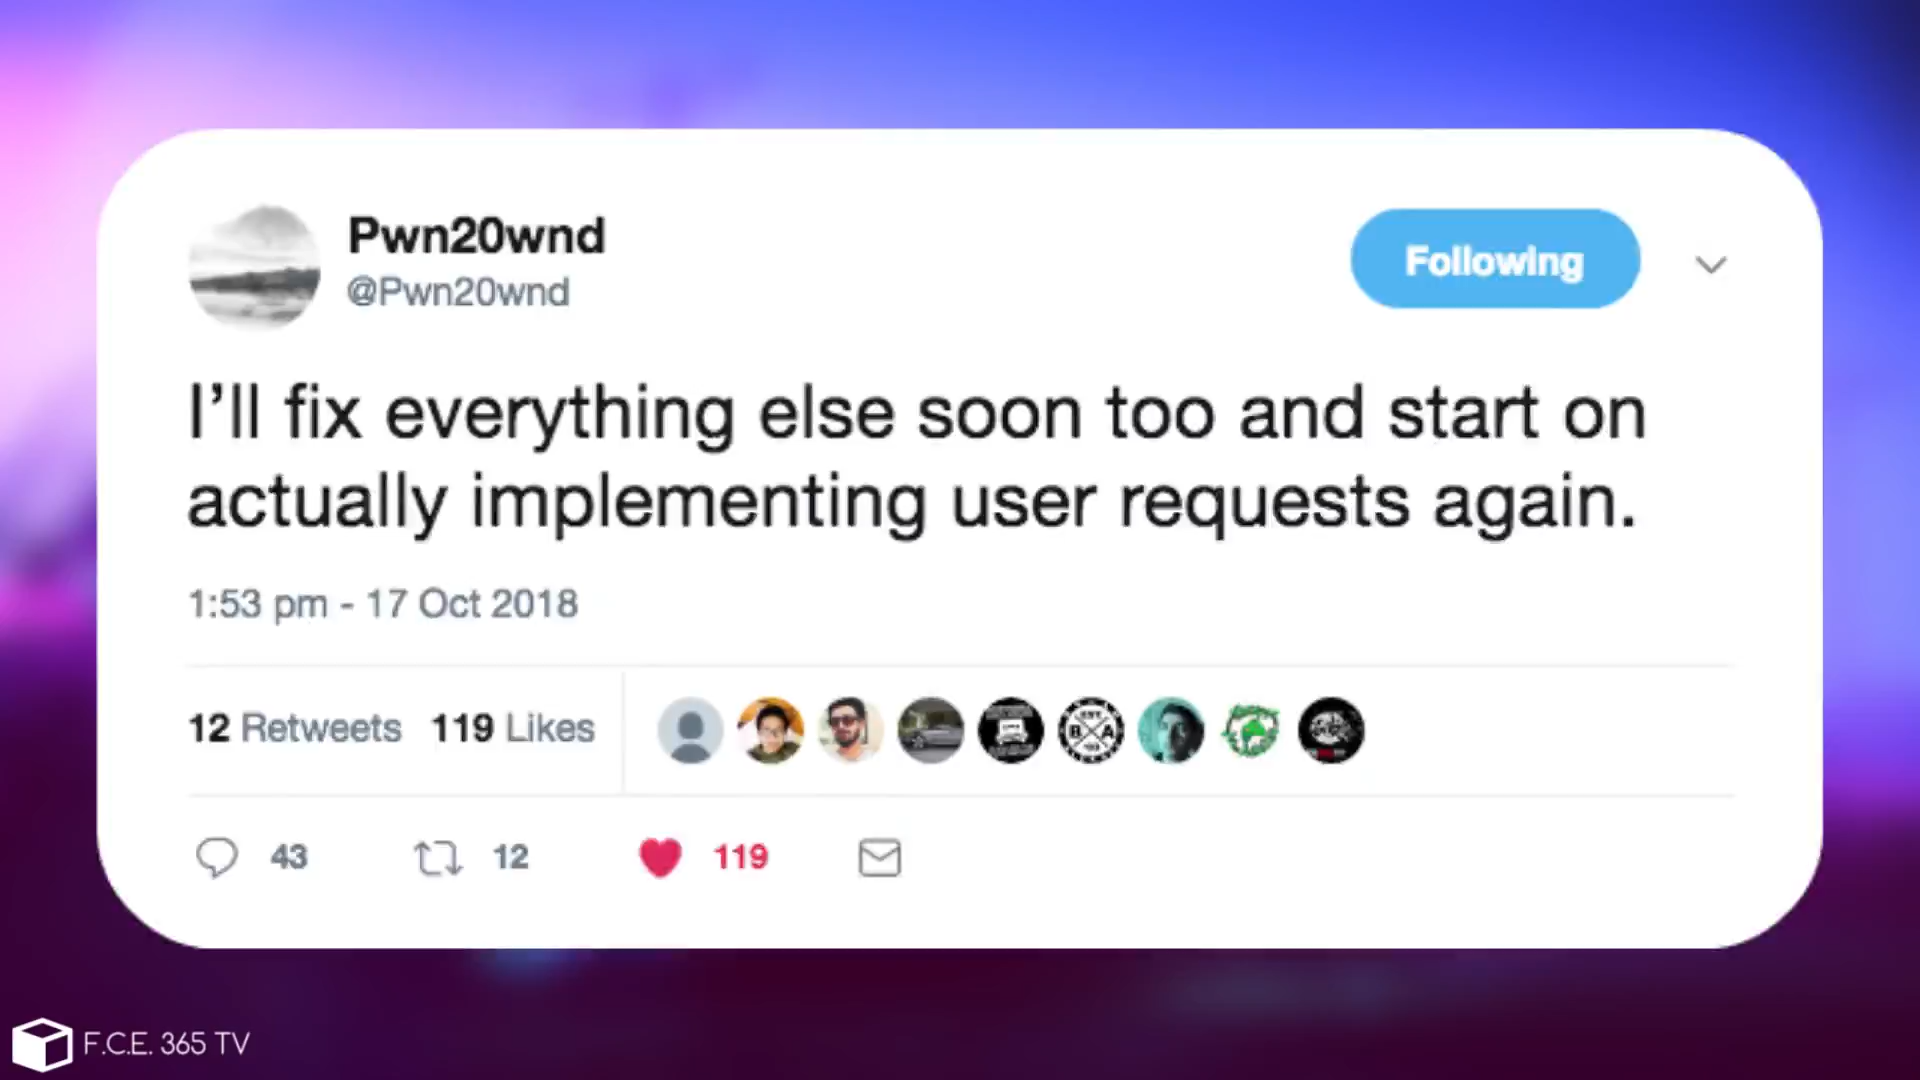 Pwn20wnd
@Pwn20wnd
Following
I’ll fix everything else soon too and start on
actually implementing user requests again.
1:53 pm - 17 Oct 2018
12 Retweets 119 Likes
43 12 119
F.C.E. 365 TV